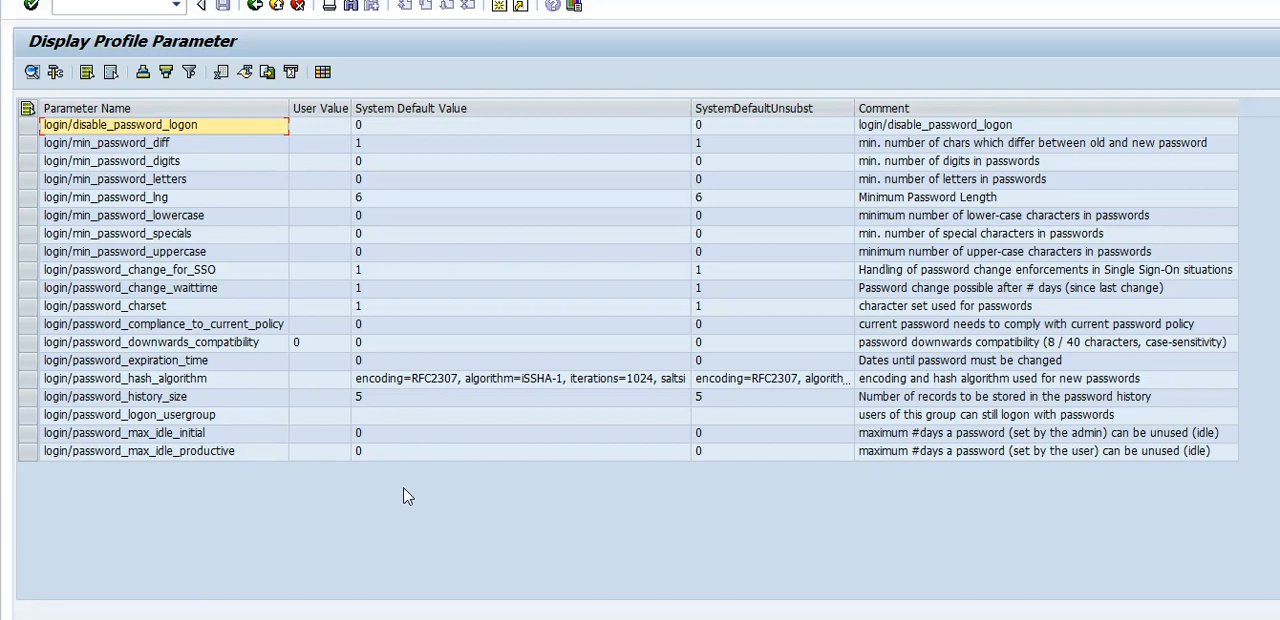 Display Profile Parameter
Parameter Name User Value System Default Value SystemDefaultUnsubst Comment
login/disable_password_logon 0 0 login/disable_password_logon
login/min_password_diff 1 1 min. number of chars which differ between old and new password
login/min_password_digits 0 0 min. number of digits in passwords
login/min_password_letters 0 0 min. number of letters in passwords
login/min_password_lng 6 6 Minimum Password Length
login/min_password_lowercase 0 0 minimum number of lower-case characters in passwords
login/min_password_specials 0 0 min. number of special characters in passwords
login/min_password_uppercase 0 0 minimum number of upper-case characters in passwords
login/password_change_for_SSO 1 1 Handling of password change enforcements in Single Sign-On situations
login/password_change_waittime 1 1 Password change possible after # days (since last change)
login/password_charset 1 1 character set used for passwords
login/password_compliance_to_current_policy 0 0 current password needs to comply with current password policy
login/password_downwards_compatibility 0 0 0 password downwards compatibility (8 / 40 characters, case-sensitivity)
login/password_expiration_time 0 0 Dates until password must be changed
login/password_hash_algorithm encoding=RFC2307, algorithm=iSSHA-1, iterations=1024, saltsi encoding=RFC2307, algorith... encoding and hash algorithm used for new passwords
login/password_history_size 5 5 Number of records to be stored in the password history
login/password_logon_usergroup users of this group can still logon with passwords
login/password_max_idle_initial 0 0 maximum #days a password (set by the admin) can be unused (idle)
login/password_max_idle_productive 0 0 maximum #days a password (set by the user) can be unused (idle)